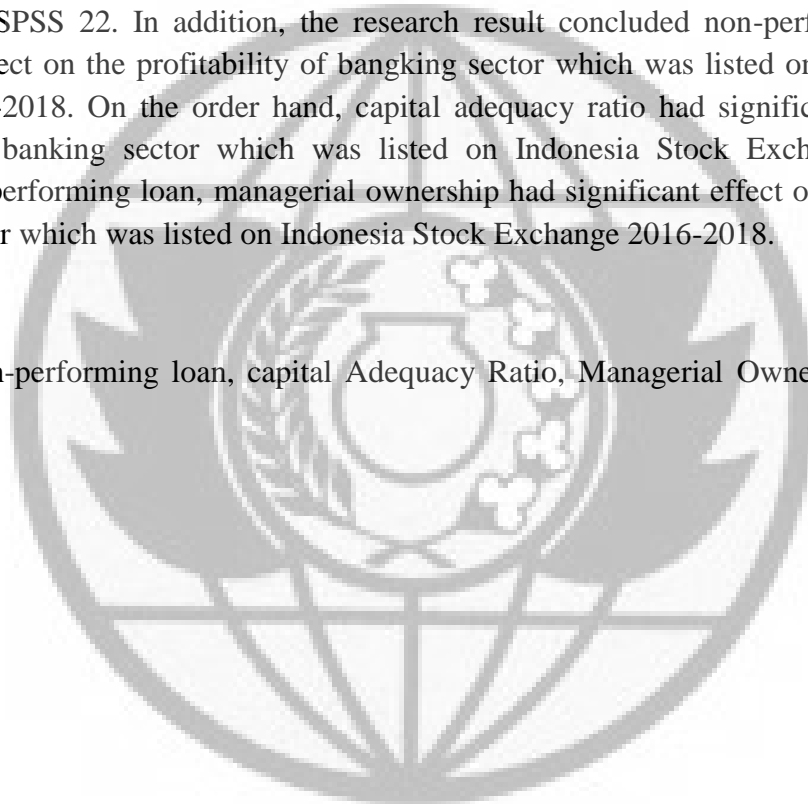 SPSS 22. In addition, the research result concluded non-perf
ect on the profitability of bangking sector which was listed on
-2018. On the order hand, capital adequacy ratio had signific
banking sector which was listed on Indonesia Stock Exch
performing loan, managerial ownership had significant effect o
r which was listed on Indonesia Stock Exchange 2016-2018.
n-performing loan, capital Adequacy Ratio, Managerial Owne